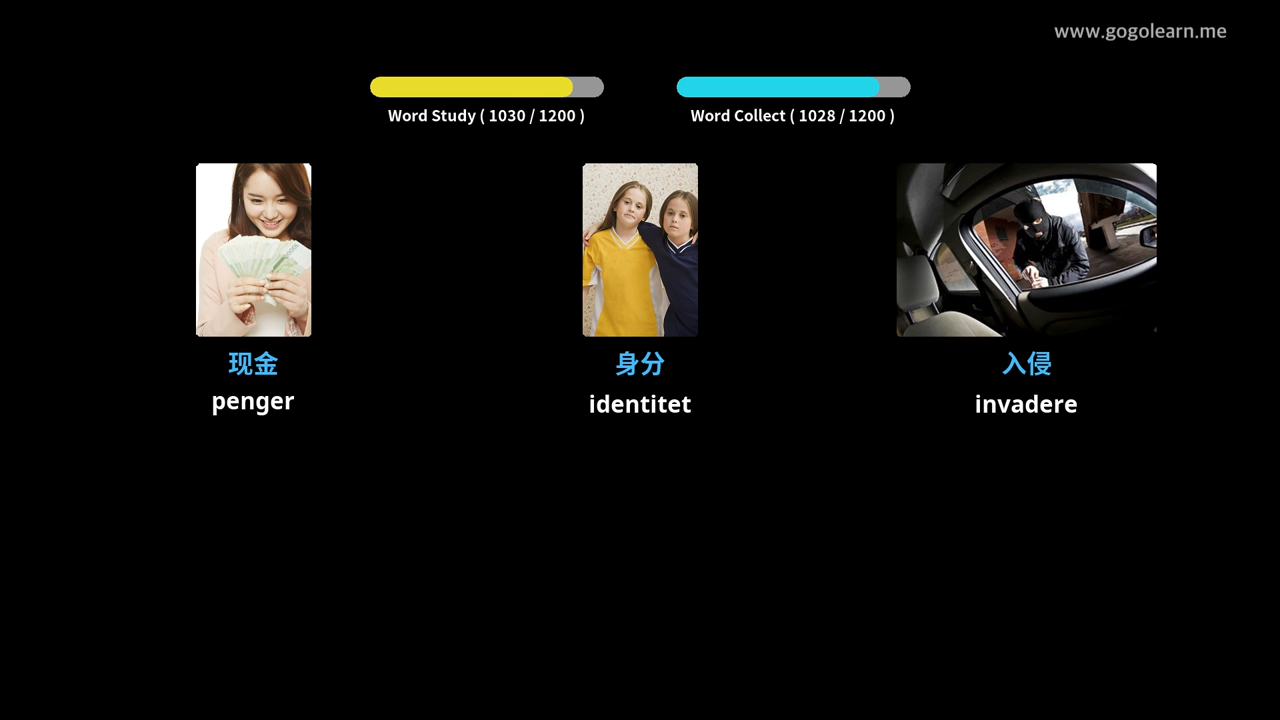 www.gogolearn.me
Word Study ( 1030 / 1200 )
Word Collect ( 1028 / 1200 )
现金
penger
身分
identitet
入侵
invadere